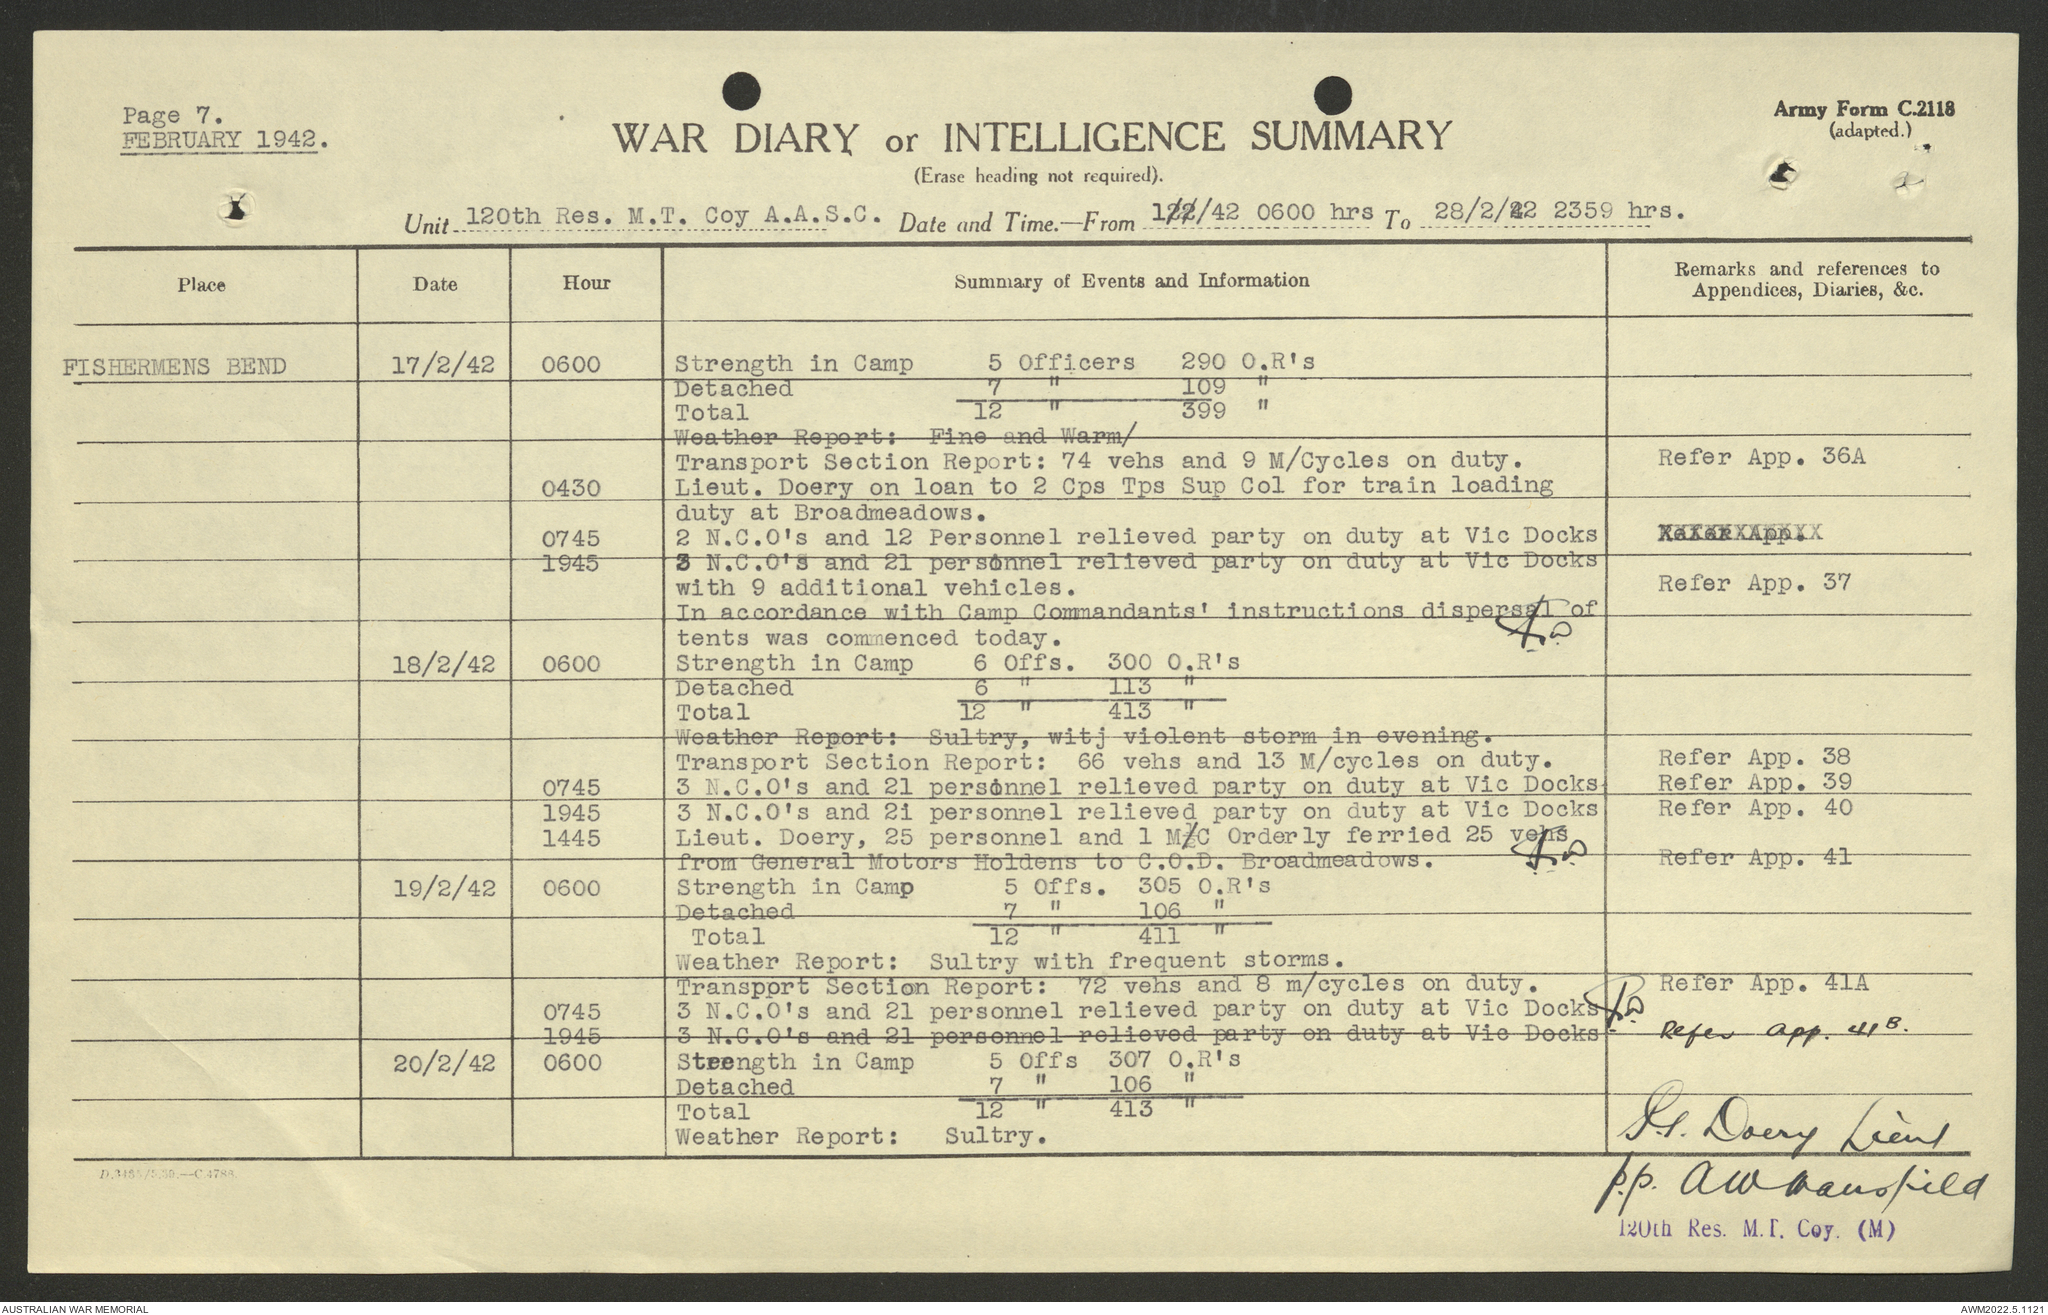 Page 7.
FEBRUARY 1942.
Army Form C.2118
(adapted.)
WAR DIARY or INTELLIGENCE SUMMARY
(Erase heading not required).
Unit 120th Res. M.T. Coy A.A.S.C. Date and Time.—From 1/2/42 0600 hrs To 28/2/42 2359 hrs.
Place Date Hour Summary of Events and Information Remarks and references to
Appendices, Diaries, &c.
FISHERMENS BEND 17/2/42 0600 Strength in Camp 5 Officers 290 O.R's
Detached 7 " 109 "
Total 12 " 399 "
Weather Report: Fine and Warm/
Transport Section Report: 74 vehs and 9 M/Cycles on duty. Refer App. 36A
0430 Lieut. Doery on loan to 2 Cps Tps Sup Col for train loading
duty at Broadmeadows.
0745 2 N.C.O's and 12 Personnel relieved party on duty at Vic Docks Refer App.
1945 3 N.C.O's and 21 personnel relieved party on duty at Vic Docks
with 9 additional vehicles. Refer App. 37
In accordance with Camp Commandants' instructions dispersal of
tents was commenced today.
18/2/42 0600 Strength in Camp 6 Offs. 300 O.R's
Detached 6 " 113 "
Total 12 " 413 "
Weather Report: Sultry, witj violent storm in evening.
Transport Section Report: 66 vehs and 13 M/cycles on duty. Refer App. 38
0745 3 N.C.O's and 21 personnel relieved party on duty at Vic Docks Refer App. 39
1945 3 N.C.O's and 2i personnel relieved party on duty at Vic Docks Refer App. 40
1445 Lieut. Doery, 25 personnel and 1 M/C Orderly ferried 25 vehs
from General Motors Holdens to C.O.D. Broadmeadows. Refer App. 41
19/2/42 0600 Strength in Camp 5 Offs. 305 O.R's
Detached 7 " 106 "
Total 12 " 411 "
Weather Report: Sultry with frequent storms.
Transport Section Report: 72 vehs and 8 m/cycles on duty. Refer App. 41A
0745 3 N.C.O's and 21 personnel relieved party on duty at Vic Docks
1945 3 N.C.O's and 21 personnel relieved party on duty at Vic Docks Refer App. 41B.
20/2/42 0600 Streength in Camp 5 Offs 307 O.R's
Detached 7 " 106 "
Total 12 " 413 "
Weather Report: Sultry.
Doery Lieut
p.p. A W Mansfield
120th Res. M.T. Coy. (M)
D.3465/5.39.—C.4788.
AUSTRALIAN WAR MEMORIAL
AWM2022.5.1121